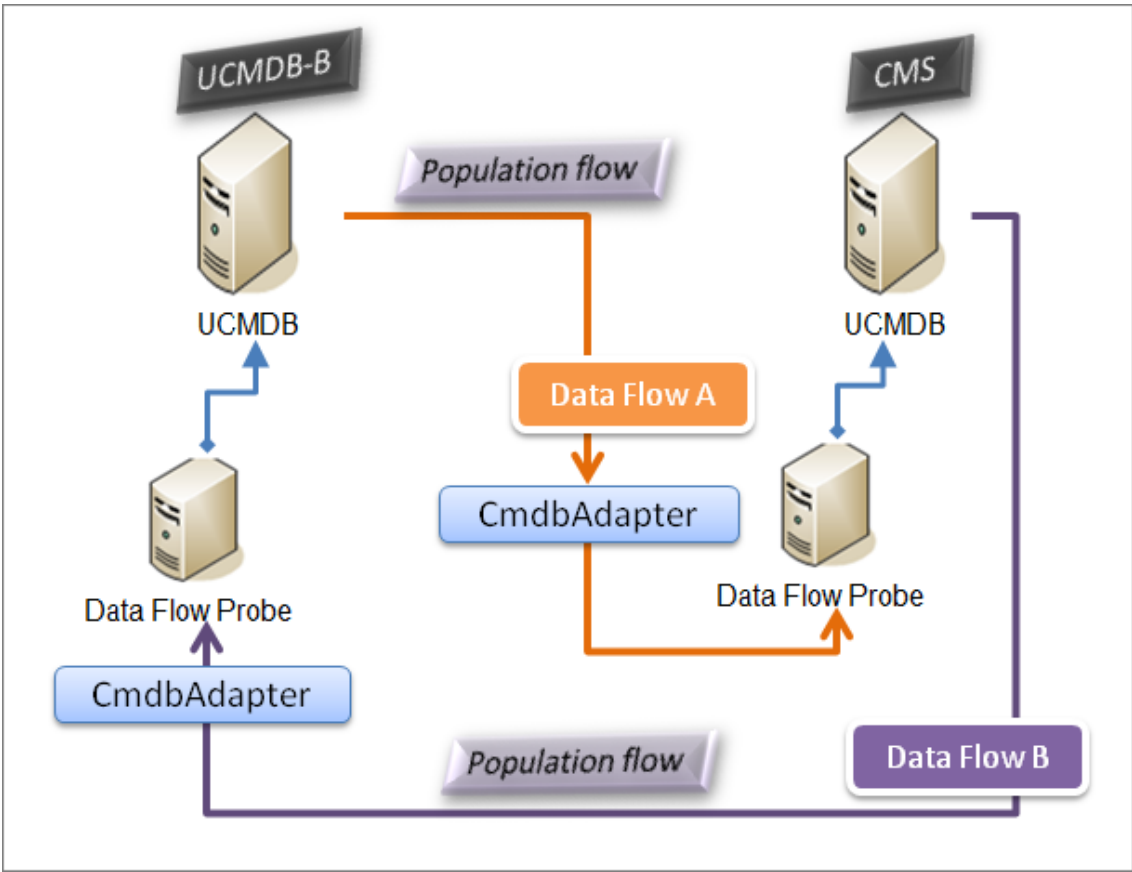 UCMDB-B
CMS
Population flow
UCMDB
UCMDB
Data Flow A
CmdbAdapter
Data Flow Probe
Data Flow Probe
CmdbAdapter
Population flow
Data Flow B